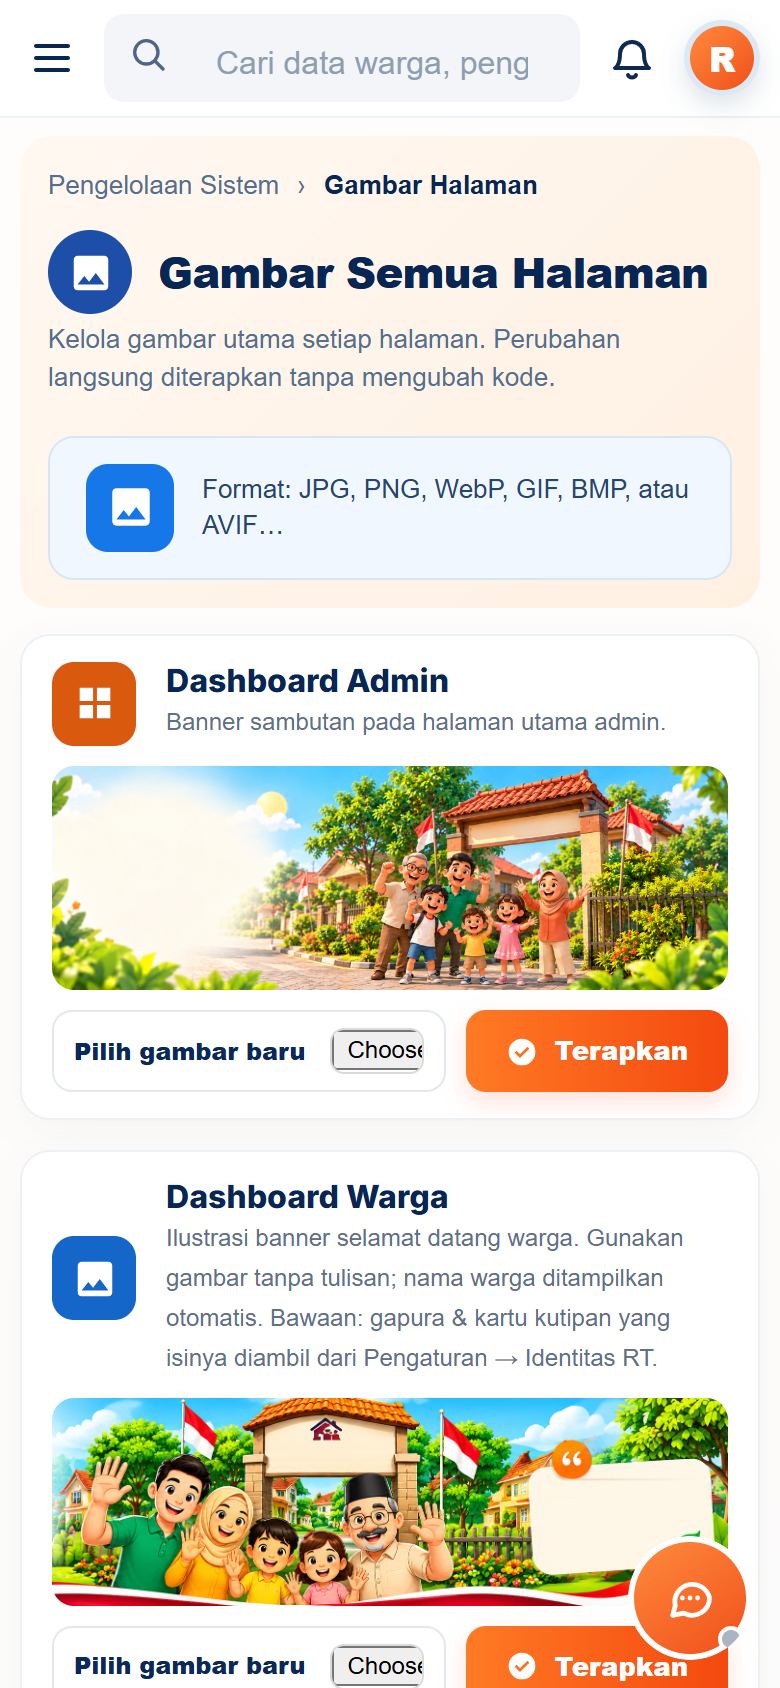 Cari data warga, peng
R
Pengelolaan Sistem › Gambar Halaman
Gambar Semua Halaman
Kelola gambar utama setiap halaman. Perubahan
langsung diterapkan tanpa mengubah kode.
Format: JPG, PNG, WebP, GIF, BMP, atau
AVIF…
Dashboard Admin
Banner sambutan pada halaman utama admin.
Pilih gambar baru Choose
Terapkan
Dashboard Warga
Ilustrasi banner selamat datang warga. Gunakan
gambar tanpa tulisan; nama warga ditampilkan
otomatis. Bawaan: gapura & kartu kutipan yang
isinya diambil dari Pengaturan → Identitas RT.
“
Pilih gambar baru Choose
Terapkan